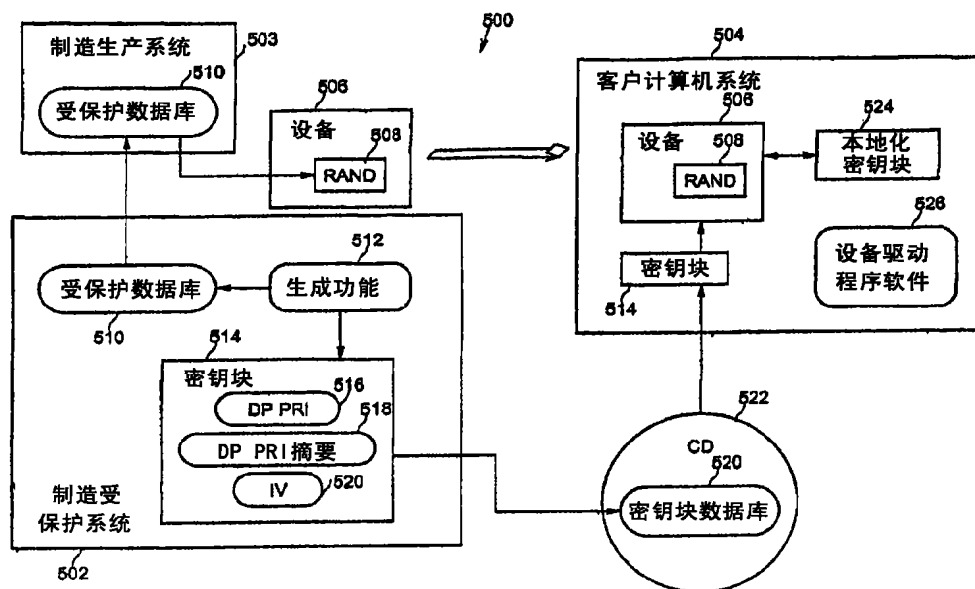 500
制造生产系统
503
510
受保护数据库
506
设备
508
RAND
504
客户计算机系统
506
设备
508
RAND
524
本地化
密钥块
526
设备驱动
程序软件
密钥块
514
512
受保护数据库
生成功能
510
514
密钥块
516
DP PRI
518
DP PRI摘要
IV
520
制造受
保护系统
502
522
CD
520
密钥块数据库